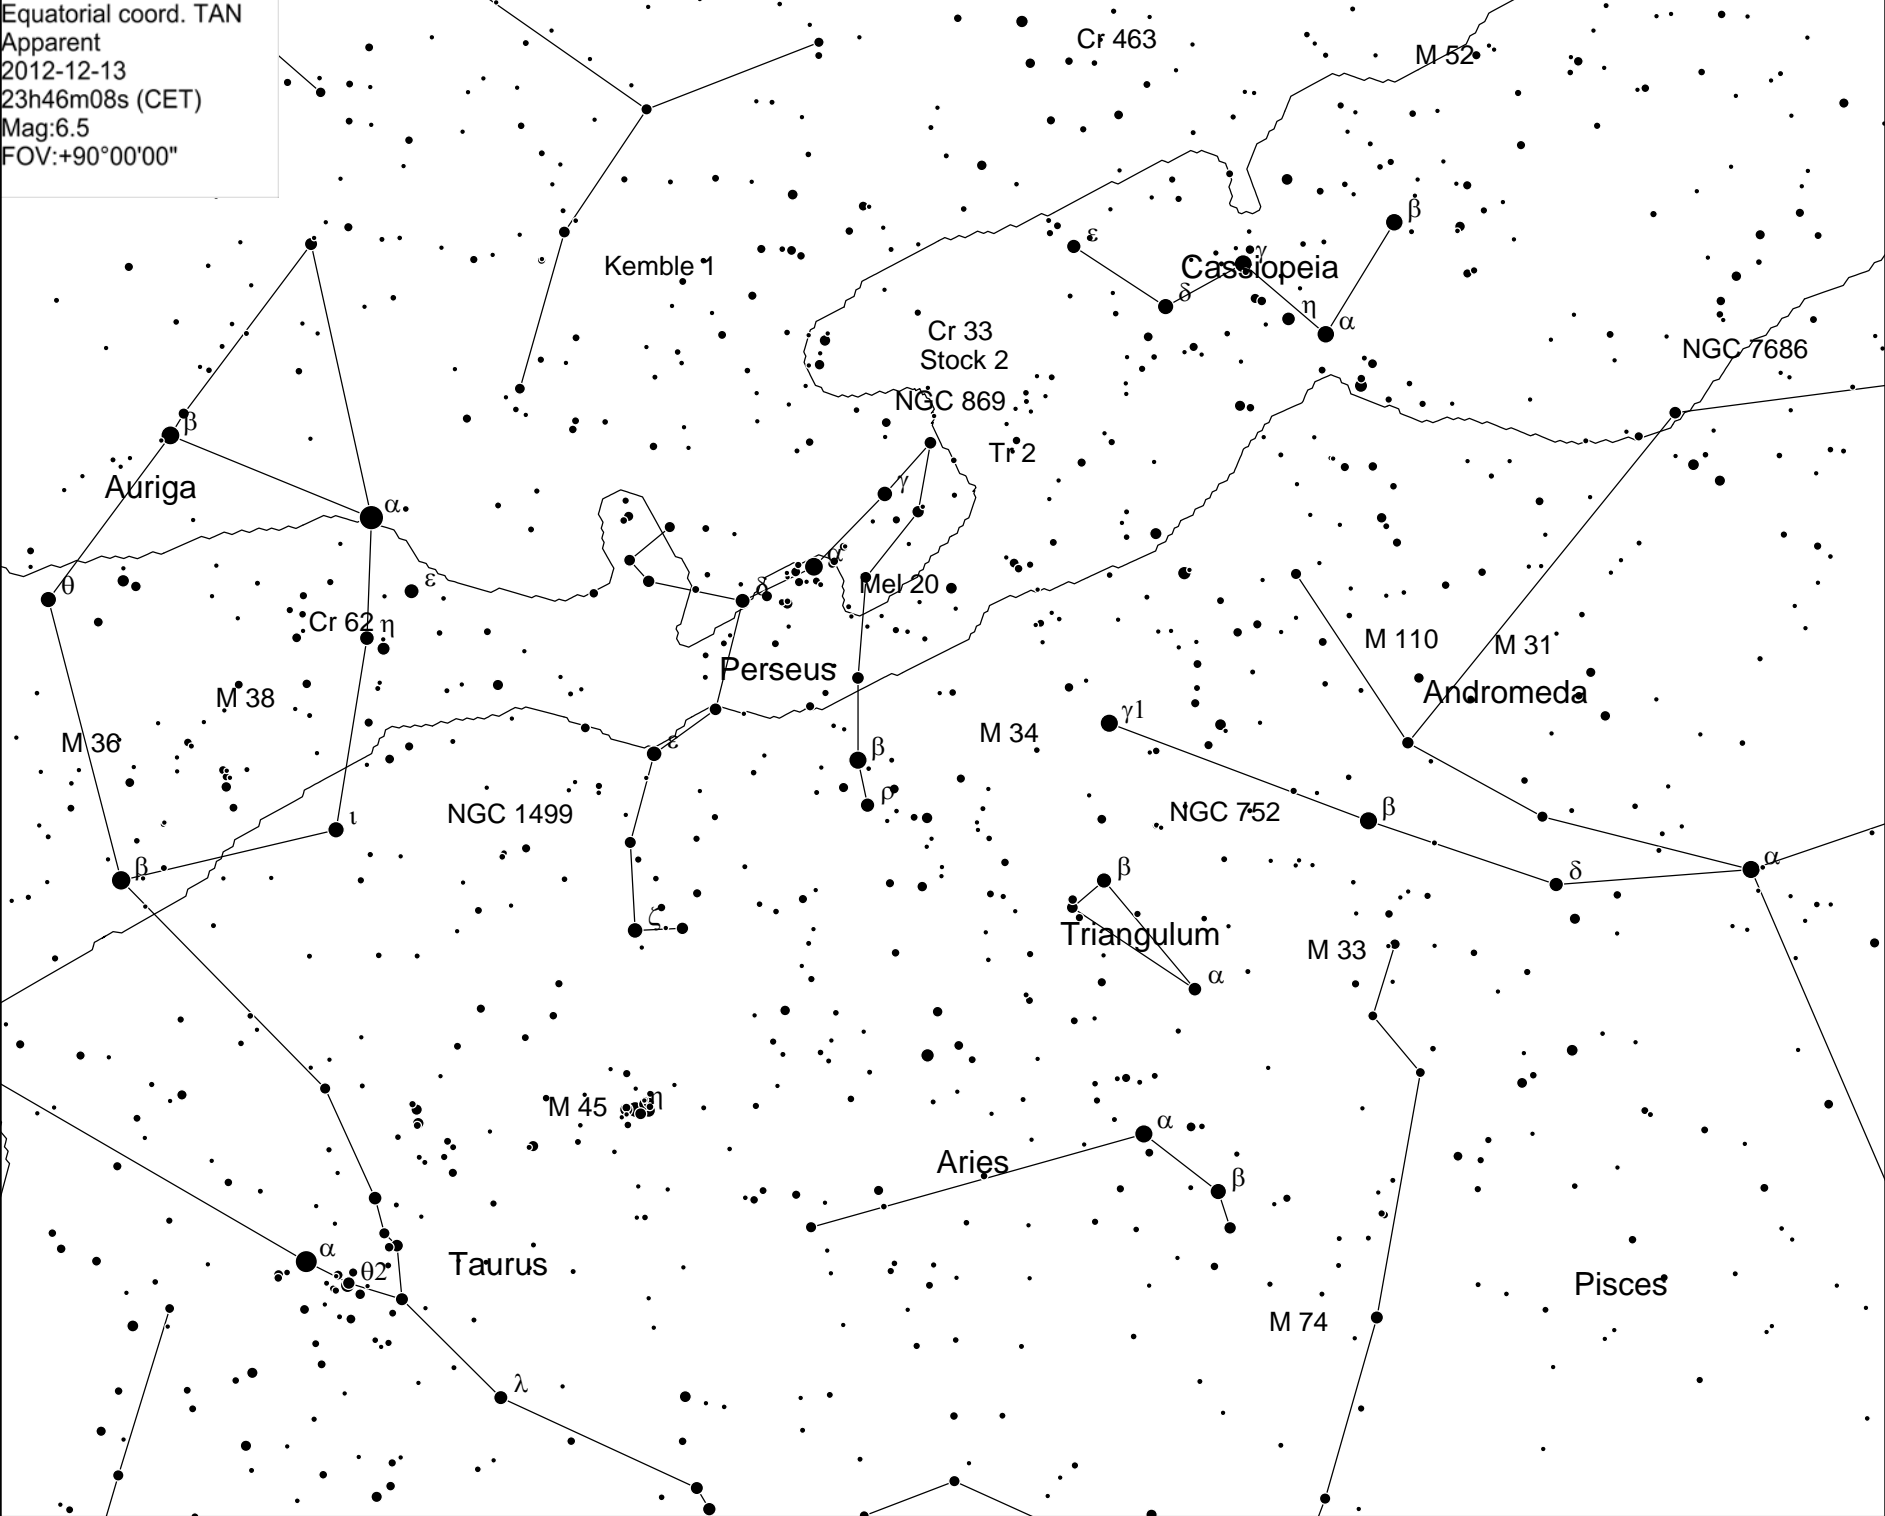 Equatorial coord. TAN
Apparent
2012-12-13
23h46m08s (CET)
Mag:6.5
FOV:+90°00'00"
Cr 463
M 52
β
ε
γ
Cassiopeia
Kemble 1
δ
η
α
Cr 33
Stock 2
NGC 7686
NGC 869
β
Tr 2
Auriga
γ
α
α
θ
ε
δ
Mel 20
Cr 62
η
M 110
M 31
Perseus
Andromeda
M 38
γ1
M 34
M 36
ε
β
ρ
NGC 1499
ι
NGC 752
β
β
β
α
δ
ζ
Triangulum
M 33
α
M 45
η
α
Aries
β
α
θ2
Taurus
Pisces
M 74
λ